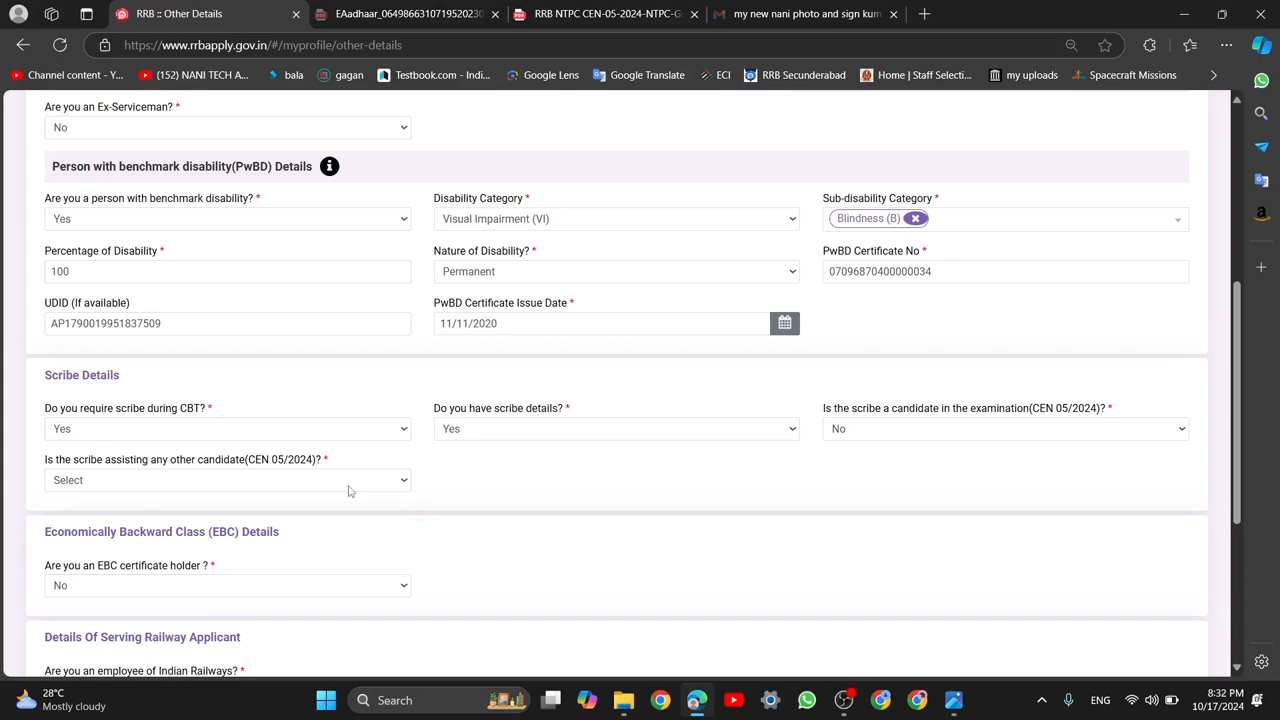 RRB :: Other Details
EAadhaar_064986631071952023
RRB NTPC CEN-05-2024-NTPC-G
my new nani photo and sign kum
https://www.rrbapply.gov.in/#/myprofile/other-details
Channel content - Y...
(152) NANI TECH A...
bala
gagan
Testbook.com - Indi...
Google Lens
Google Translate
ECI
RRB Secunderabad
Home | Staff Selecti...
my uploads
Spacecraft Missions
Are you an Ex-Serviceman? *
No
Person with benchmark disability(PwBD) Details
Are you a person with benchmark disability? *
Disability Category *
Sub-disability Category *
Yes
Visual Impairment (VI)
Blindness (B)
Percentage of Disability *
Nature of Disability? *
PwBD Certificate No *
100
Permanent
07096870400000034
UDID (If available)
PwBD Certificate Issue Date *
AP1790019951837509
11/11/2020
Scribe Details
Do you require scribe during CBT? *
Do you have scribe details? *
Is the scribe a candidate in the examination(CEN 05/2024)? *
Yes
Yes
No
Is the scribe assisting any other candidate(CEN 05/2024)? *
Select
Economically Backward Class (EBC) Details
Are you an EBC certificate holder ? *
No
Details Of Serving Railway Applicant
Are you an employee of Indian Railways? *
28°C
Mostly cloudy
Search
ENG
8:32 PM
10/17/2024